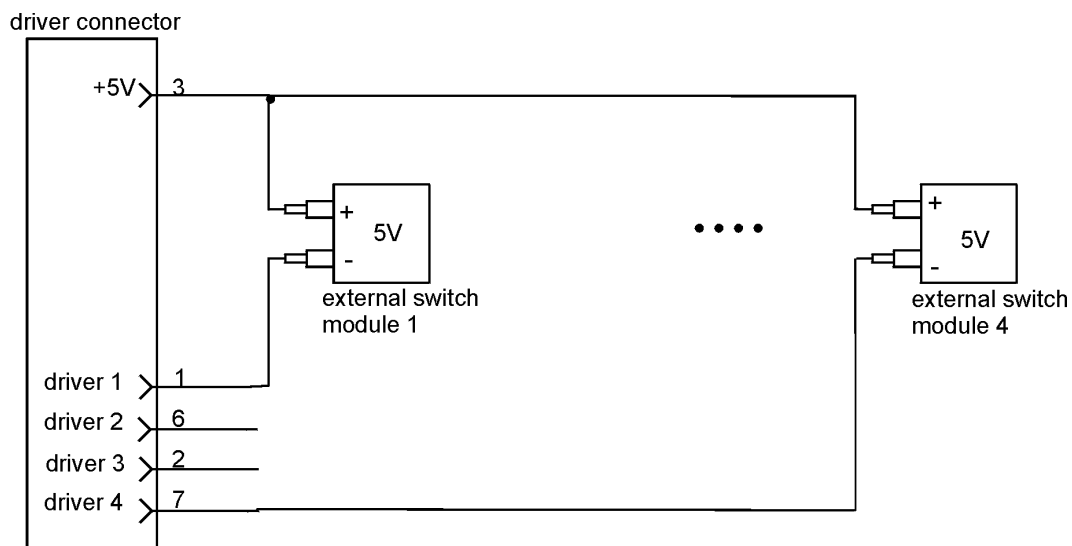 driver connector
+5V 3
+
5V
-
external switch
module 1
+
5V
-
external switch
module 4
driver 1 1
driver 2 6
driver 3 2
driver 4 7